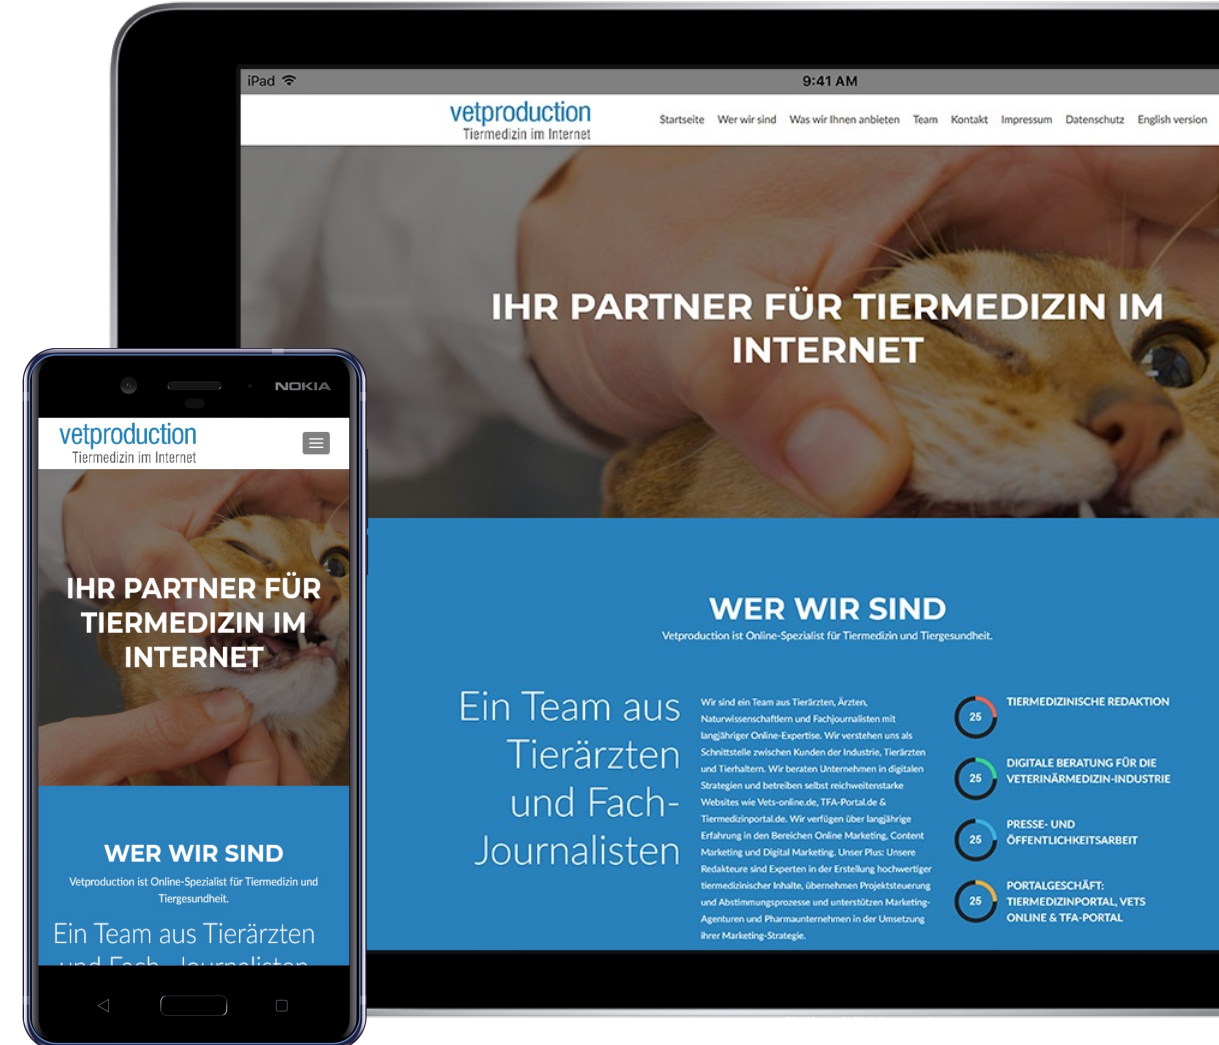 iPad
9:41 AM
vetproduction
Tiermedizin im Internet
Startseite Wer wir sind Was wir Ihnen anbieten Team Kontakt Impressum Datenschutz English version
IHR PARTNER FÜR TIERMEDIZIN IM
INTERNET
WER WIR SIND
Vetproduction ist Online-Spezialist für Tiermedizin und Tiergesundheit.
Ein Team aus
Tierärzten
und Fach-
Journalisten
Wir sind ein Team aus Tierärzten, Ärzten,
Naturwissenschaftlern und Fachjournalisten mit
langjähriger Online-Expertise. Wir verstehen uns als
Schnittstelle zwischen Kunden der Industrie, Tierärzten
und Tierhaltern. Wir beraten Unternehmen in digitalen
Strategien und betreiben selbst reichweitenstarke
Websites wie Vets-online.de, TFA-Portal.de &
Tiermedizinportal.de. Wir verfügen über langjährige
Erfahrung in den Bereichen Online Marketing, Content
Marketing und Digital Marketing. Unser Plus: Unsere
Redakteure sind Experten in der Erstellung hochwertiger
tiermedizinischer Inhalte, übernehmen Projektsteuerung
und Abstimmungsprozesse und unterstützen Marketing-
Agenturen und Pharmaunternehmen in der Umsetzung
ihrer Marketing-Strategie.
25
TIERMEDIZINISCHE REDAKTION
25
DIGITALE BERATUNG FÜR DIE
VETERINÄRMEDIZIN-INDUSTRIE
25
PRESSE- UND
ÖFFENTLICHKEITSARBEIT
25
PORTALGESCHÄFT:
TIERMEDIZINPORTAL, VETS
ONLINE & TFA-PORTAL
NOKIA
vetproduction
Tiermedizin im Internet
IHR PARTNER FÜR
TIERMEDIZIN IM
INTERNET
WER WIR SIND
Vetproduction ist Online-Spezialist für Tiermedizin und
Tiergesundheit.
Ein Team aus Tierärzten
und Fach- Journalisten